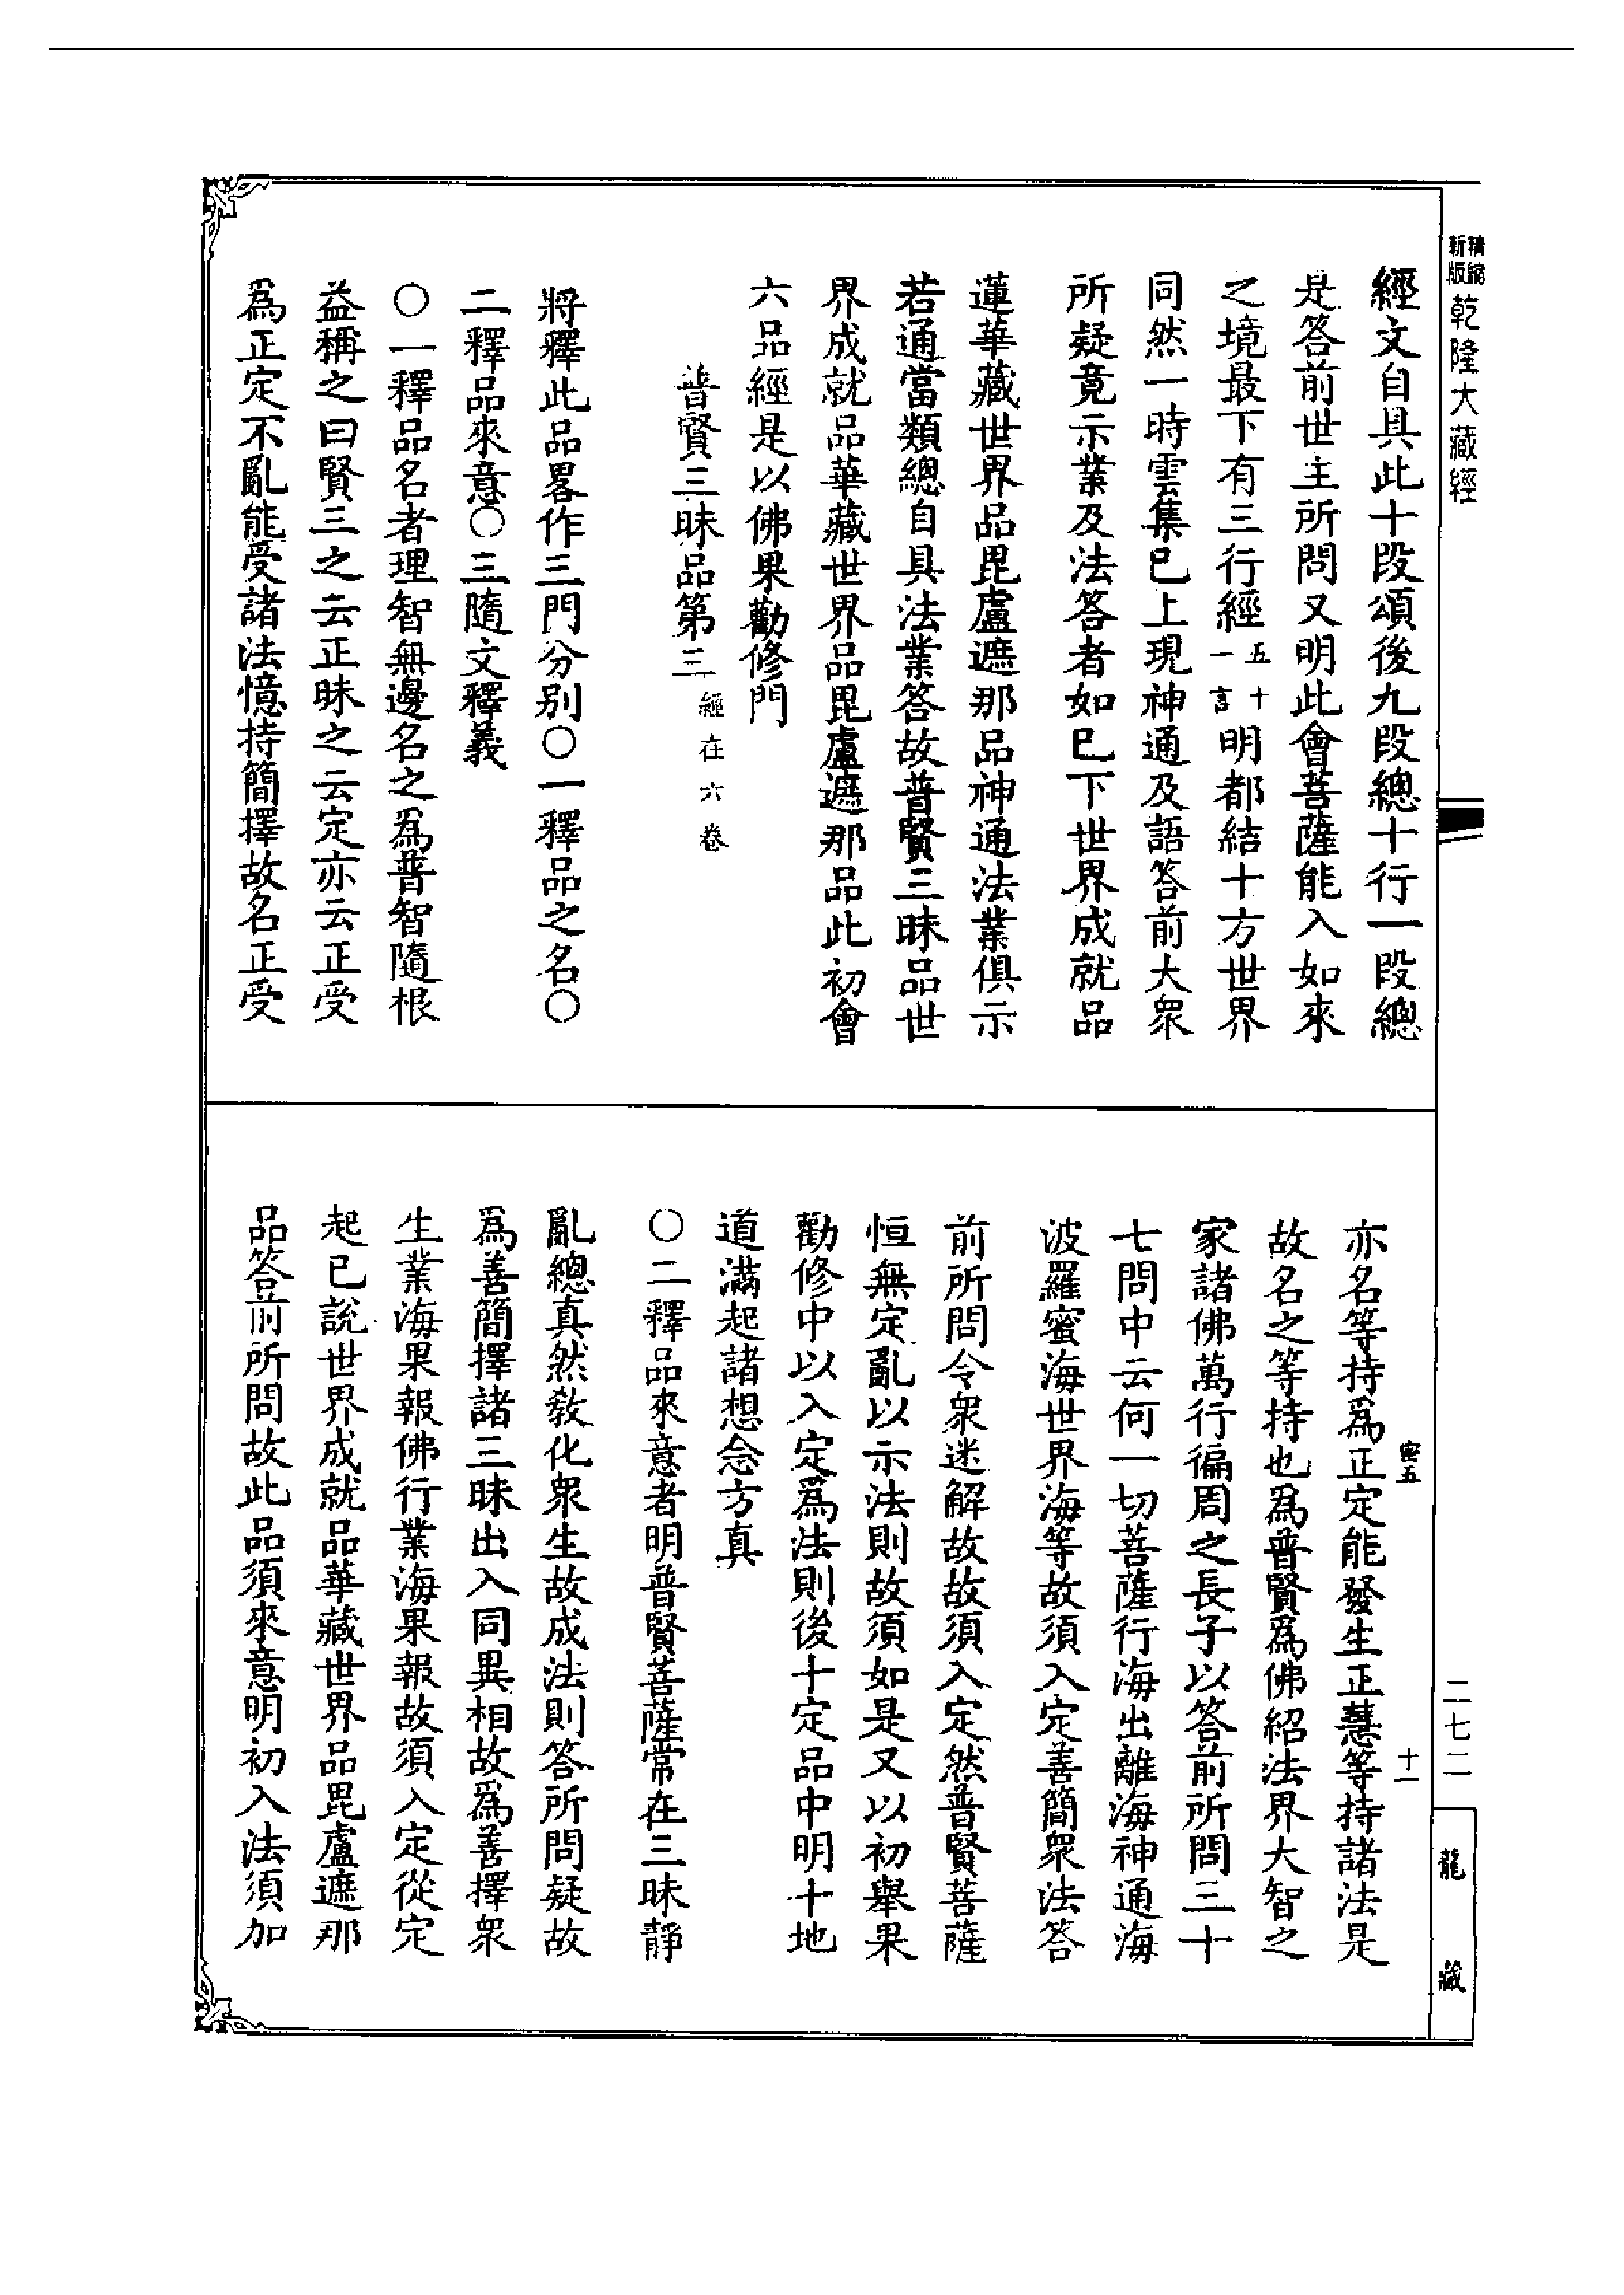 新版精縮乾隆大藏經
經文自具此十段頌後九段總十行一段總
是答前世主所問又明此會菩薩能入如來
之境最下有三行經五十一言明都結十方世界
同然一時雲集已上現神通及語答前大衆
所疑竟示業及法答者如已下世界成就品
蓮華藏世界品毘盧遮那品神通法業俱示
若通當類總自具法業答故普賢三昧品世
界成就品華藏世界品毘盧遮那品此初會
六品經是以佛果勸修門
普賢三昧品第三經在六卷
將釋此品畧作三門分别○一釋品之名○
二釋品來意○三隨文釋義
○一釋品名者理智無邊名之爲普智隨根
益稱之曰賢三之云正昧之云定亦云正受
爲正定不亂能受諸法憶持簡擇故名正受
密五
十一
亦名等持爲正定能發生正慧等持諸法是
故名之等持也爲普賢爲佛紹法界大智之
家諸佛萬行徧周之長子以答前所問三十
七問中云何一切菩薩行海出離海神通海
波羅蜜海世界海等故須入定善簡衆法答
前所問令衆迷解故故須入定然普賢菩薩
恒無定亂以示法則故須如是又以初舉果
勸修中以入定爲法則後十定品中明十地
道滿起諸想念方真
○二釋品來意者明普賢菩薩常在三昧靜
亂總真然教化衆生故成法則答所問疑故
爲善簡擇諸三昧出入同異相故爲善擇衆
生業海果報佛行業海果報故須入定從定
起已說世界成就品華藏世界品毘盧遮那
品答前所問故此品須來意明初入法須加
二七二
龍藏